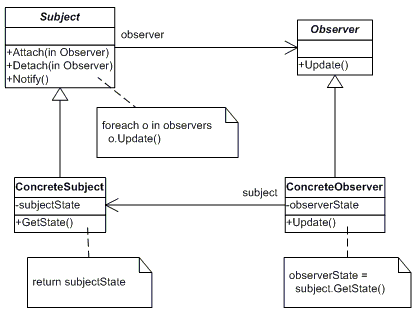 Subject
+Attach(in Observer)
+Detach(in Observer)
+Notify()
observer
Observer
+Update()
foreach o in observers
o.Update()
ConcreteSubject
-subjectState
+GetState()
subject
ConcreteObserver
-observerState
+Update()
return subjectState
observerState =
subject.GetState()